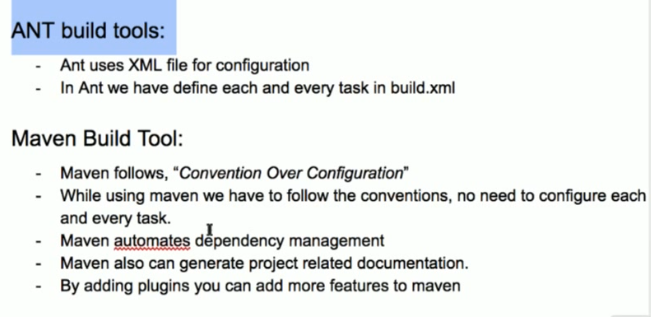 ANT build tools:
- Ant uses XML file for configuration
- In Ant we have define each and every task in build.xml
Maven Build Tool:
- Maven follows, “Convention Over Configuration”
- While using maven we have to follow the conventions, no need to configure each
and every task.
- Maven automates dependency management
- Maven also can generate project related documentation.
- By adding plugins you can add more features to maven